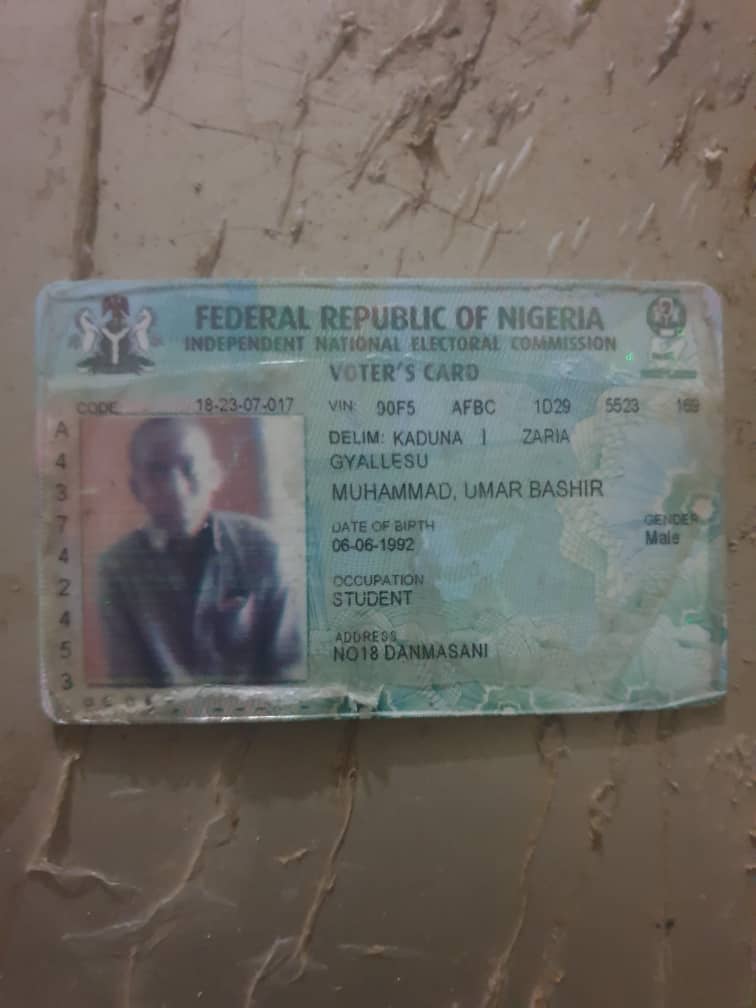 FEDERAL REPUBLIC OF NIGERIA
INDEPENDENT NATIONAL ELECTORAL COMMISSION
VOTER'S CARD
CODE 18-23-07-017 VIN: 90F5 AFBC 1D29 5523 169
DELIM: KADUNA | ZARIA
GYALLESU
MUHAMMAD, UMAR BASHIR
DATE OF BIRTH
06-06-1992
GENDER
Male
OCCUPATION
STUDENT
ADDRESS
NO18 DANMASANI
A
4
3
7
4
2
4
5
3